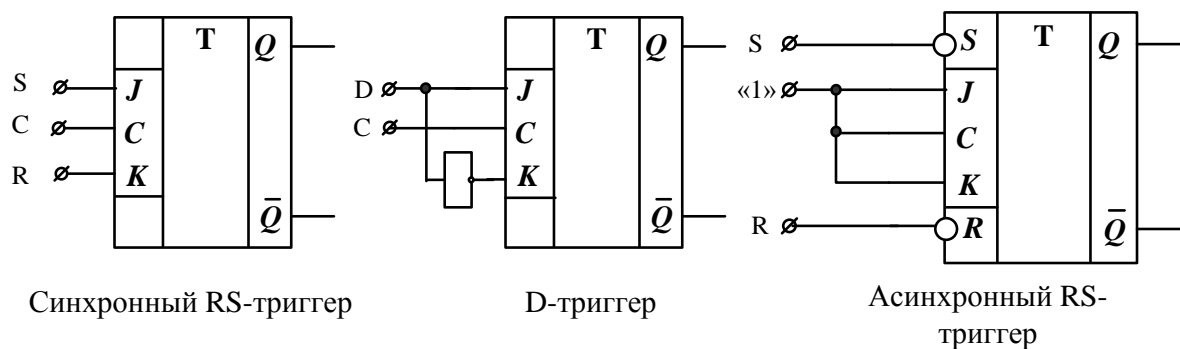 S
C
R
J
C
K
T
Q
Q̅
Синхронный RS-триггер
D
C
J
C
K
T
Q
Q̅
D-триггер
S
«1»
R
S
J
C
K
R
T
Q
Q̅
Асинхронный RS-
триггер